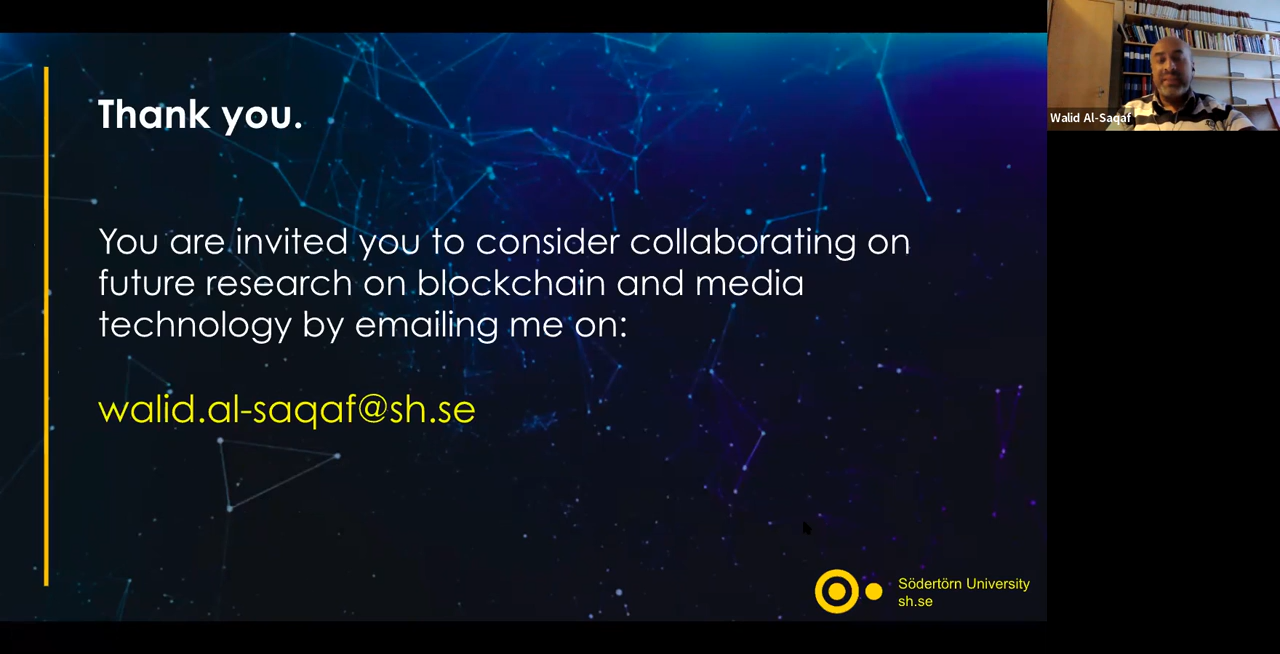 Thank you.
You are invited you to consider collaborating on
future research on blockchain and media
technology by emailing me on:
walid.al-saqaf@sh.se
Södertörn University
sh.se
Walid Al-Saqaf